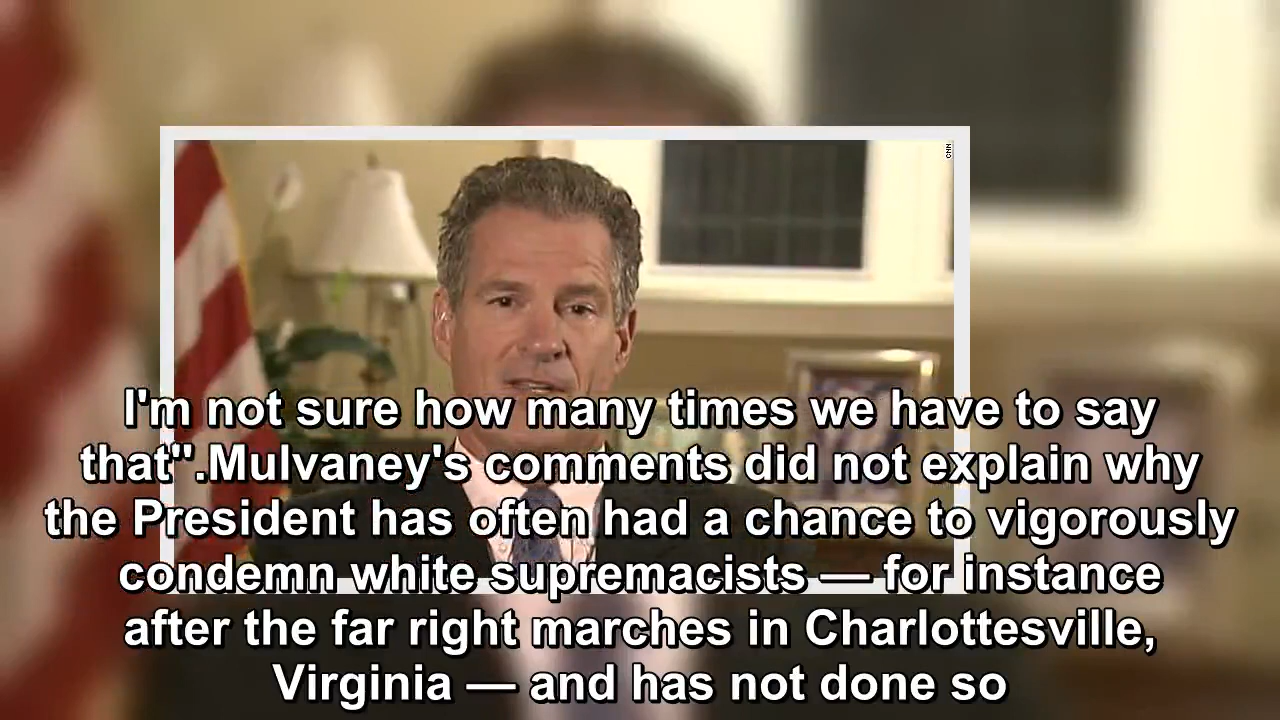 CNN
I'm not sure how many times we have to say
that".Mulvaney's comments did not explain why
the President has often had a chance to vigorously
condemn white supremacists — for instance
after the far right marches in Charlottesville,
Virginia — and has not done so